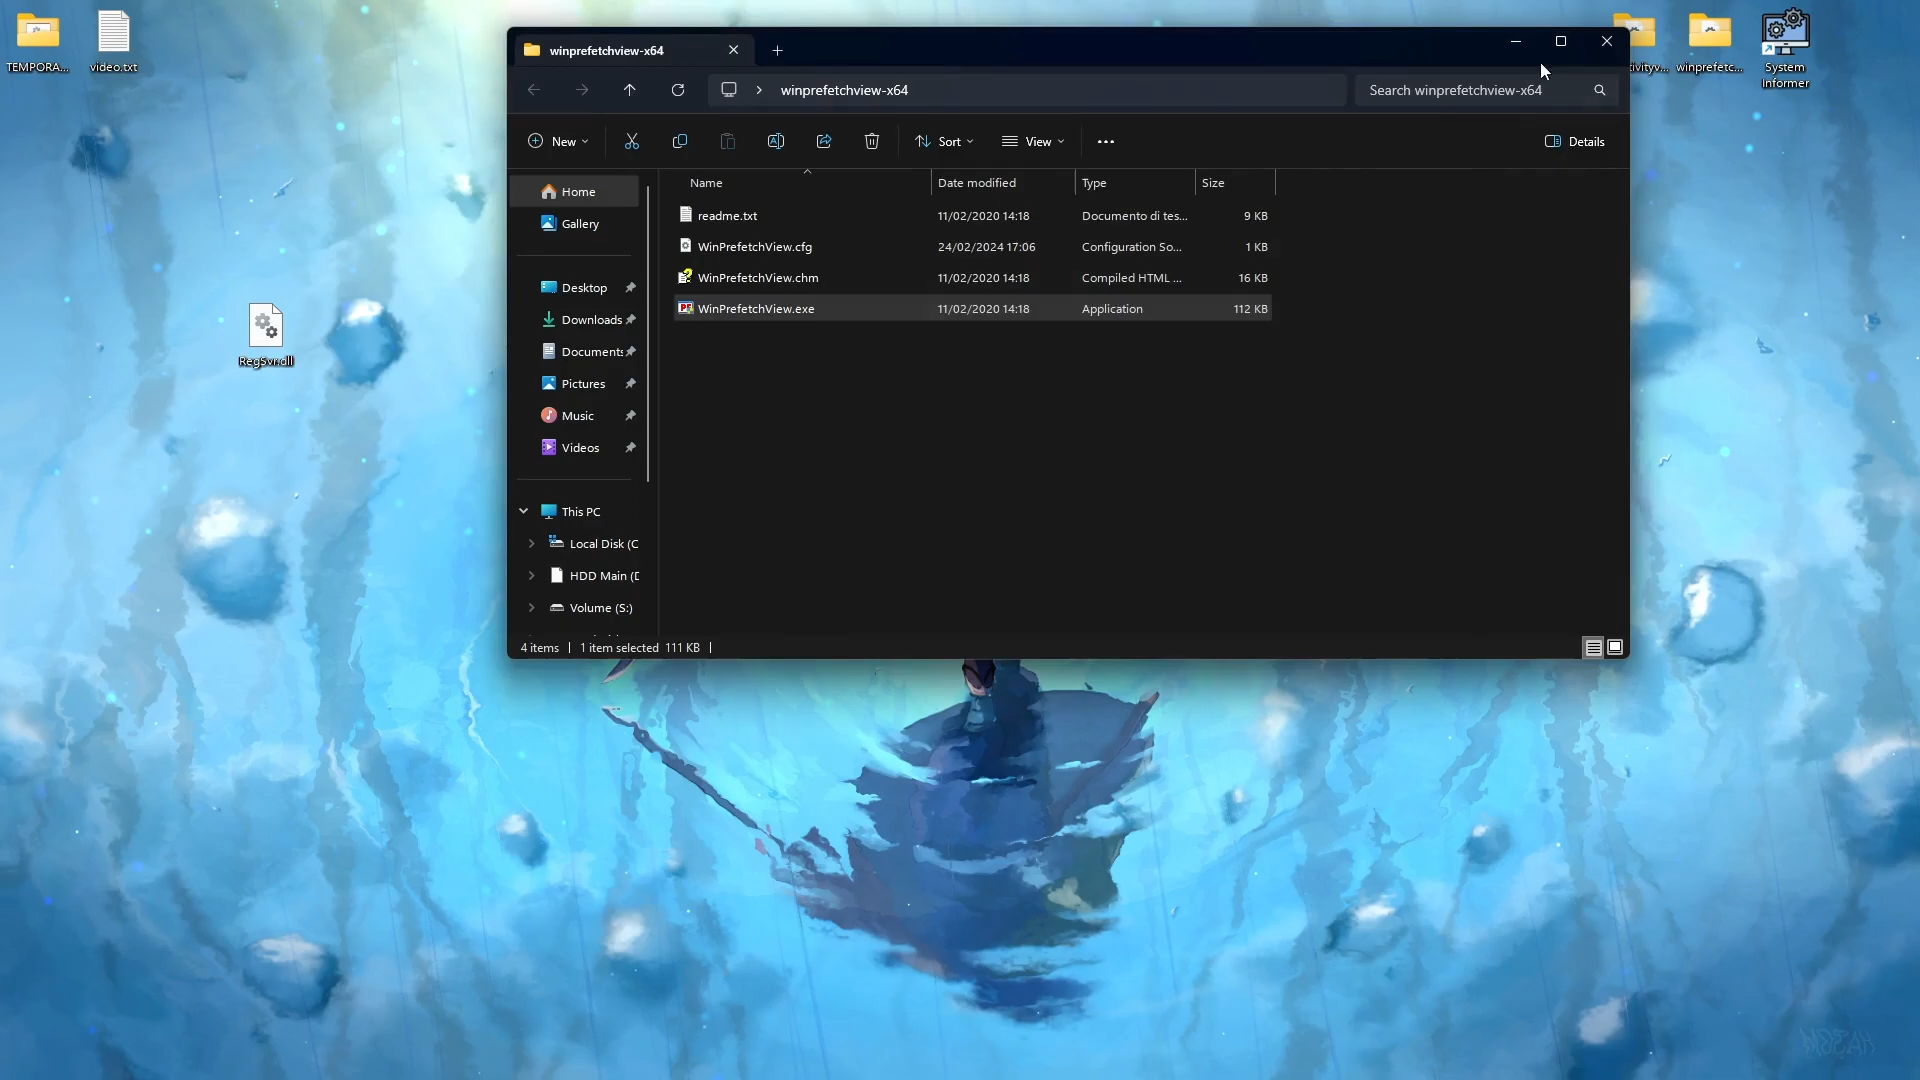 TEMPORA...
video.txt
RegSvr.dll
winprefetchview-x64
winprefetchview-x64
Search winprefetchview-x64
New
Sort
View
Details
Name
Date modified
Type
Size
Home
Gallery
Desktop
Downloads
Documents
Pictures
Music
Videos
This PC
Local Disk (C
HDD Main (D
Volume (S:)
readme.txt 11/02/2020 14:18 Documento di tes... 9 KB
WinPrefetchView.cfg 24/02/2024 17:06 Configuration So... 1 KB
WinPrefetchView.chm 11/02/2020 14:18 Compiled HTML ... 16 KB
WinPrefetchView.exe 11/02/2020 14:18 Application 112 KB
4 items
1 item selected 111 KB
tivityv...
winprefetc...
System
Informer